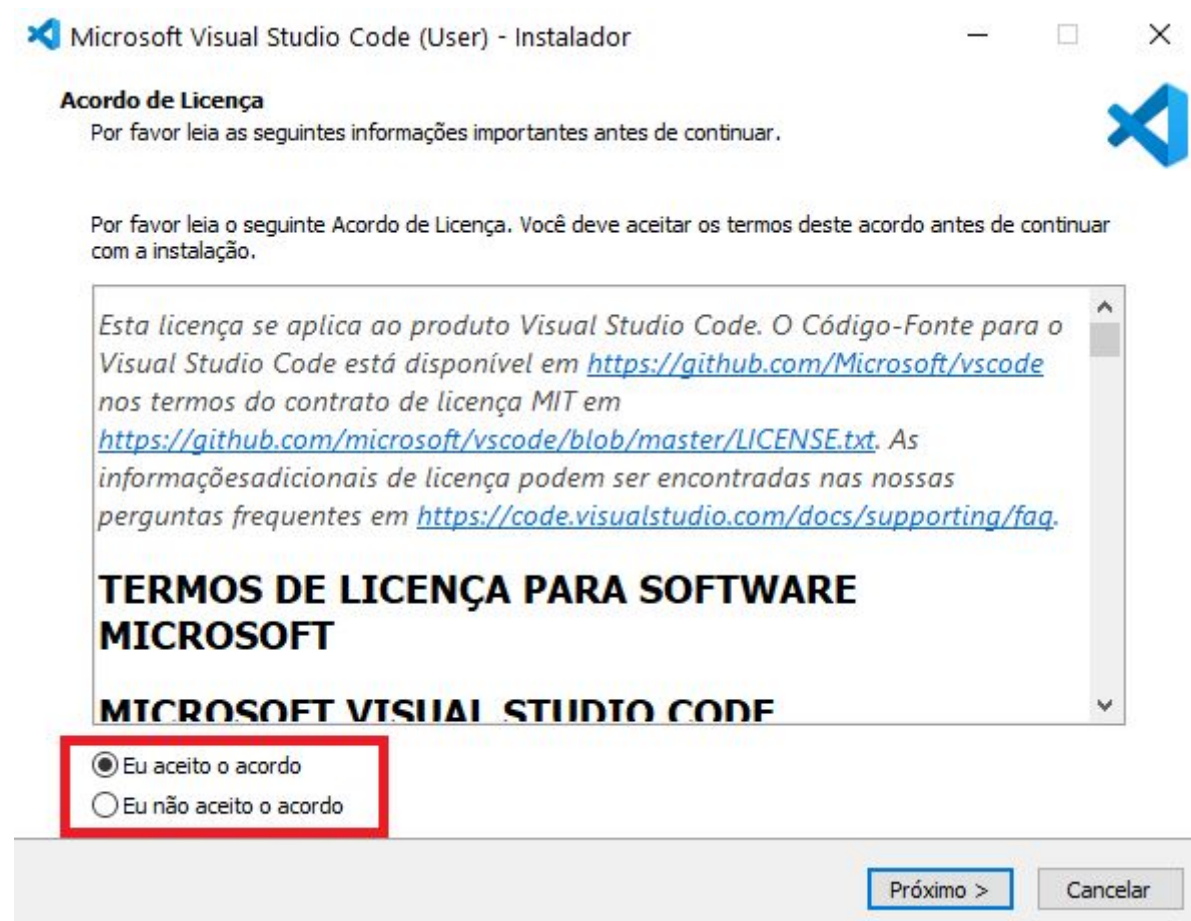 Microsoft Visual Studio Code (User) - Instalador
Acordo de Licença
Por favor leia as seguintes informações importantes antes de continuar.
Por favor leia o seguinte Acordo de Licença. Você deve aceitar os termos deste acordo antes de continuar
com a instalação.
Esta licença se aplica ao produto Visual Studio Code. O Código-Fonte para o
Visual Studio Code está disponível em https://github.com/Microsoft/vscode
nos termos do contrato de licença MIT em
https://github.com/microsoft/vscode/blob/master/LICENSE.txt. As
informaçõesadicionais de licença podem ser encontradas nas nossas
perguntas frequentes em https://code.visualstudio.com/docs/supporting/faq.
TERMOS DE LICENÇA PARA SOFTWARE
MICROSOFT
MICROSOFT VISUAL STUDIO CODE
Eu aceito o acordo
Eu não aceito o acordo
Próximo >
Cancelar